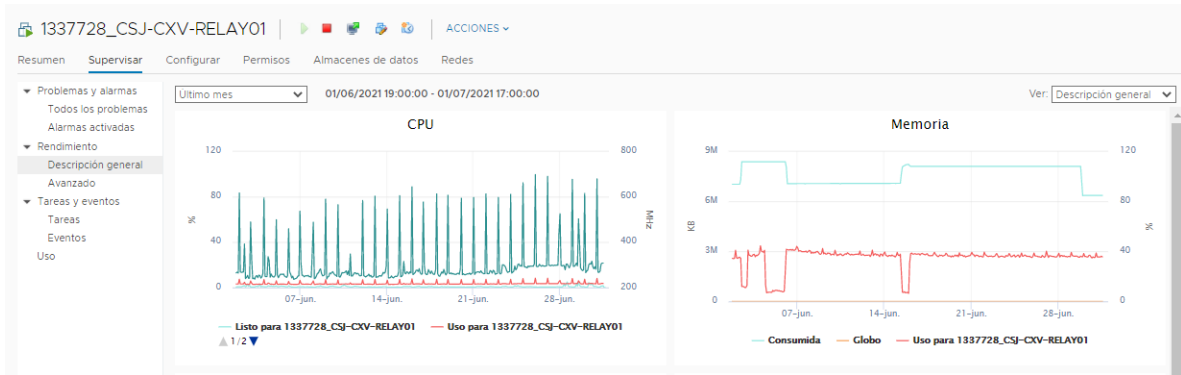 1337728_CSJ-CXV-RELAY01 ACCIONES
Resumen Supervisar Configurar Permisos Almacenes de datos Redes
Problemas y alarmas
Todos los problemas
Alarmas activadas
Rendimiento
Descripción general
Avanzado
Tareas y eventos
Tareas
Eventos
Uso
Último mes 01/06/2021 19:00:00 - 01/07/2021 17:00:00 Ver: Descripción general
CPU
120 800
80 600
% MHz
40 400
0 200
07-jun. 14-jun. 21-jun. 28-jun.
Listo para 1337728_CSJ-CXV-RELAY01 Uso para 1337728_CSJ-CXV-RELAY01
1/2
Memoria
9M 120
6M 80
KB %
3M 40
0 0
07-jun. 14-jun. 21-jun. 28-jun.
Consumida Globo Uso para 1337728_CSJ-CXV-RELAY01